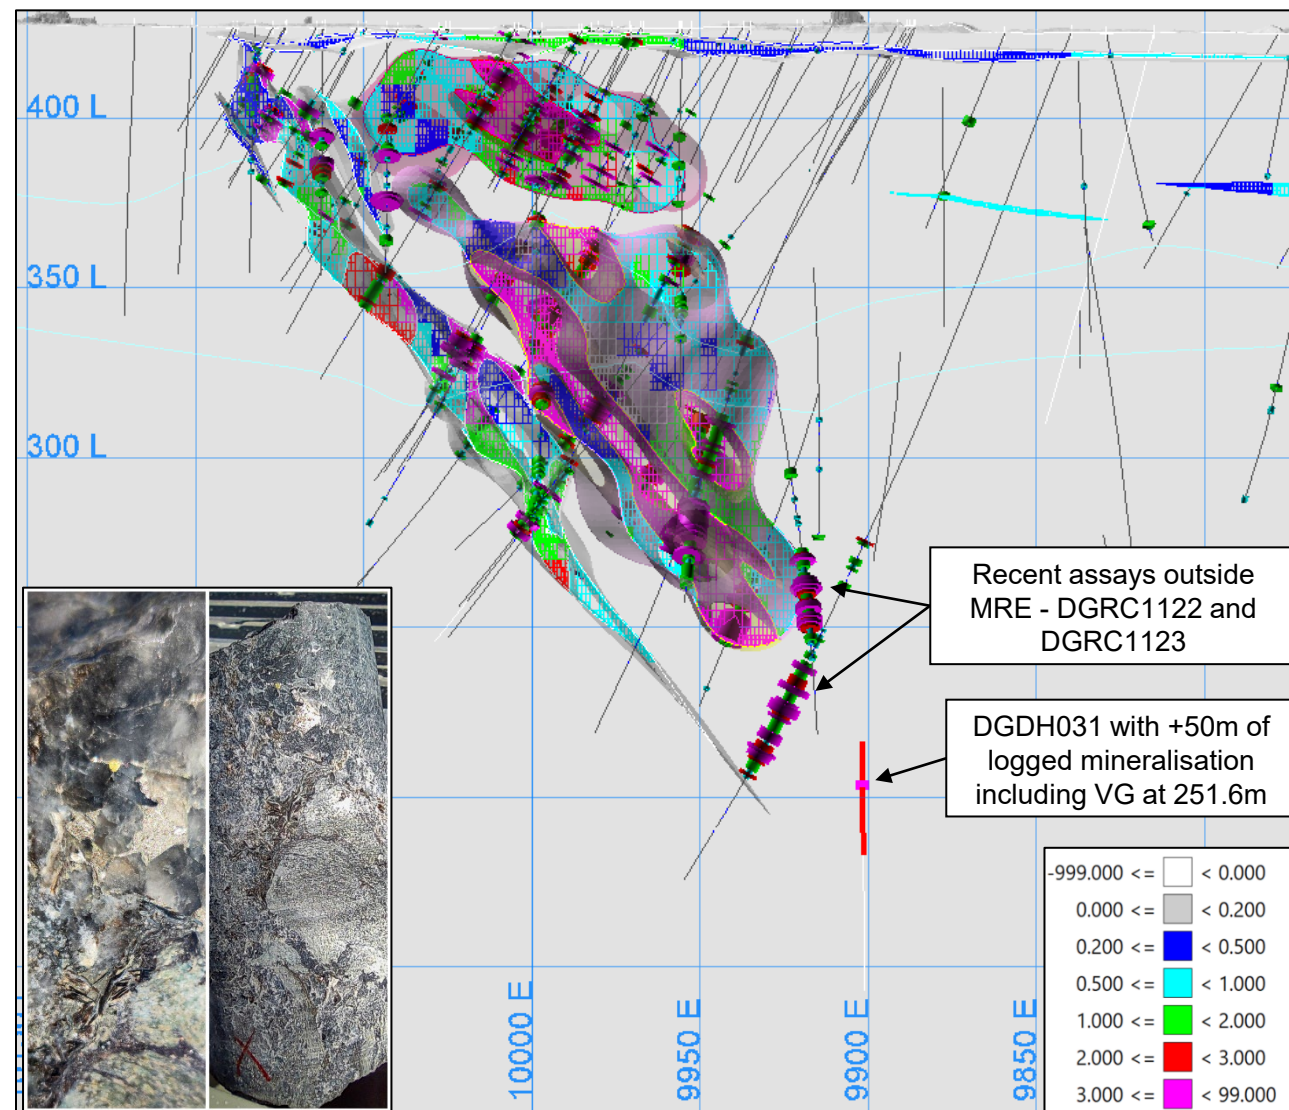 400 L
350 L
300 L
Recent assays outside
MRE - DGRC1122 and
DGRC1123
DGDH031 with +50m of
logged mineralisation
including VG at 251.6m
10000 E
9950 E
9900 E
9850 E
-999.000 <= < 0.000
0.000 <= < 0.200
0.200 <= < 0.500
0.500 <= < 1.000
1.000 <= < 2.000
2.000 <= < 3.000
3.000 <= < 99.000